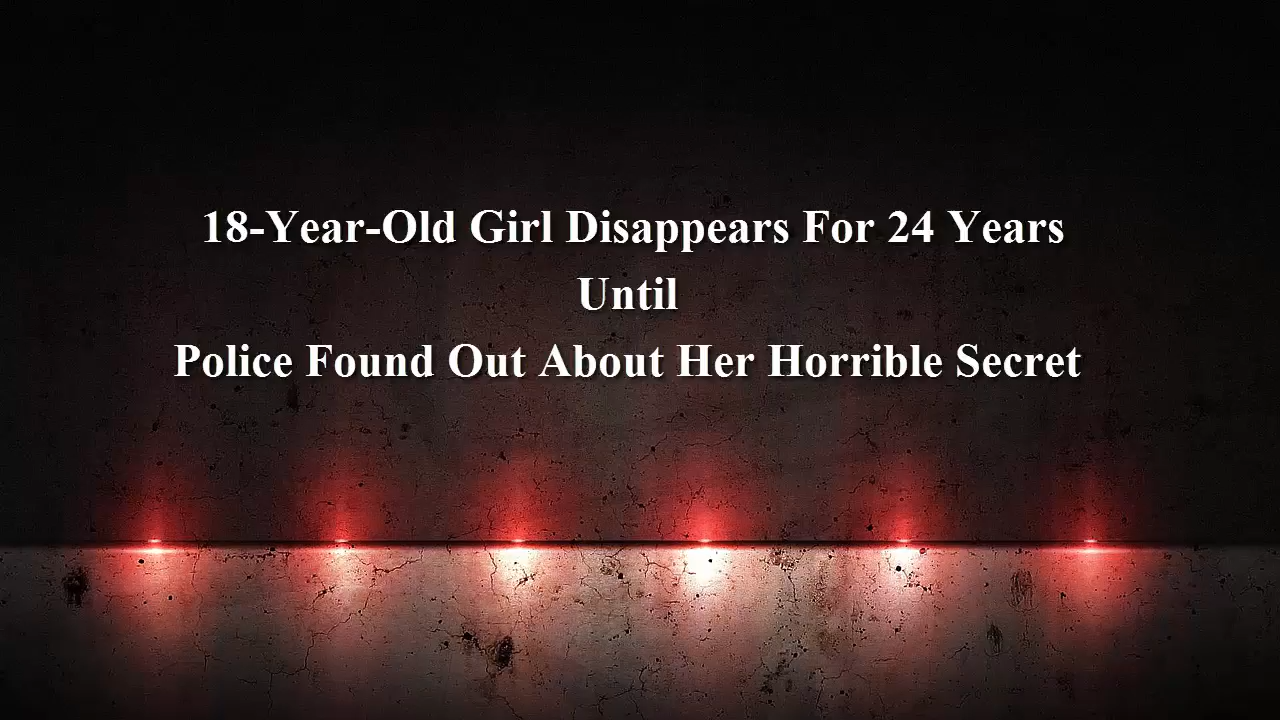 18-Year-Old Girl Disappears For 24 Years
Until
Police Found Out About Her Horrible Secret